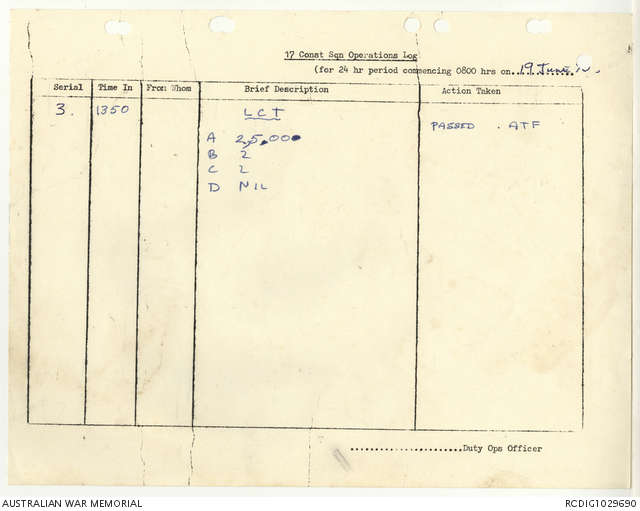 17 Const Sqn Operations Log
(for 24 hr period commencing 0800 hrs on 19 June
Serial Time In From Whom Brief Description Action Taken
3. 1350 LCT
PASSED . ATF
A 25,000
B 2
C 2
D NIL
Duty Ops Officer
AUSTRALIAN WAR MEMORIAL RCDIG1029690